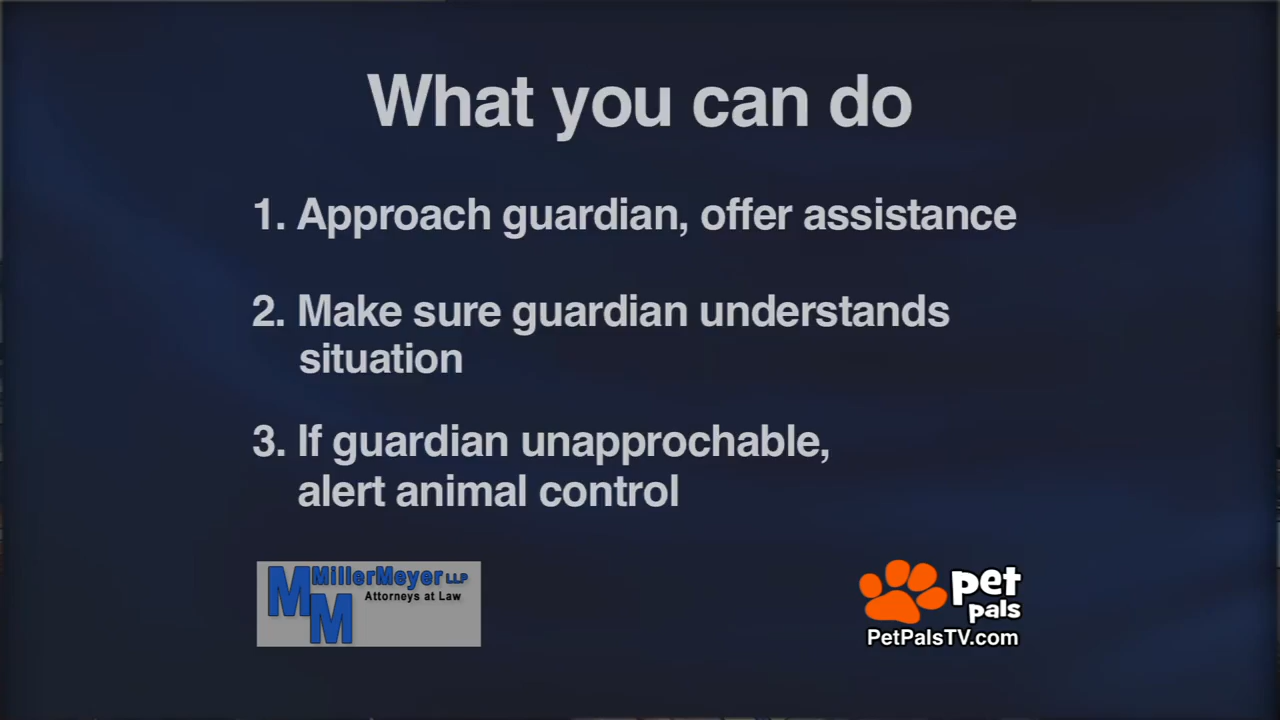 What you can do
1. Approach guardian, offer assistance
2. Make sure guardian understands
situation
3. If guardian unapprochable,
alert animal control
MM MillerMeyer LLP
Attorneys at Law
pet
pals
PetPalsTV.com